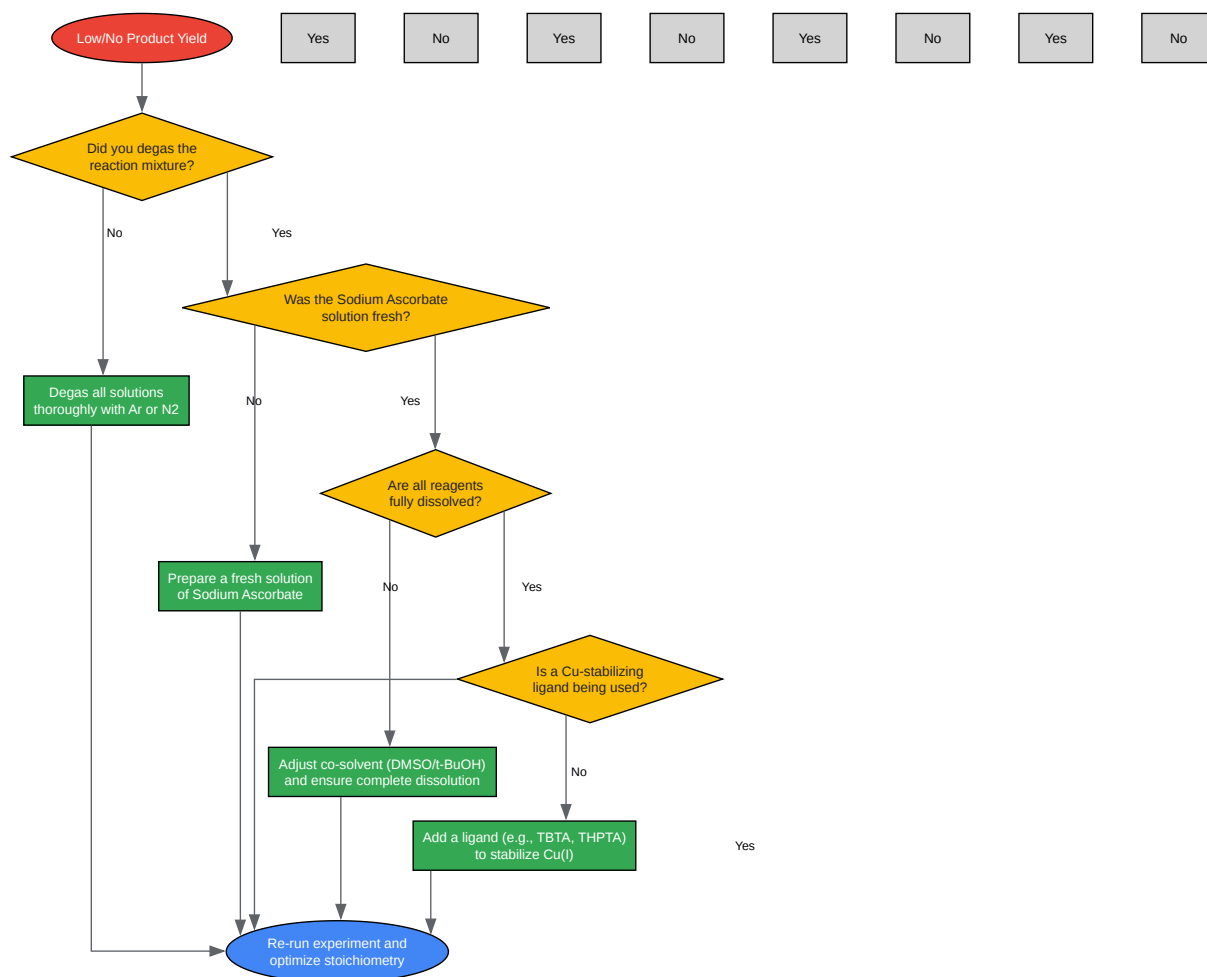 Low/No Product Yield
Yes
No
Yes
No
Yes
No
Yes
No
Did you degas the
reaction mixture?
No
Yes
Was the Sodium Ascorbate
solution fresh?
Degas all solutions
thoroughly with Ar or N2
No
Yes
Are all reagents
fully dissolved?
Prepare a fresh solution
of Sodium Ascorbate
No
Yes
Is a Cu-stabilizing
ligand being used?
Adjust co-solvent (DMSO/t-BuOH)
and ensure complete dissolution
No
Add a ligand (e.g., TBTA, THPTA)
to stabilize Cu(I)
Yes
Re-run experiment and
optimize stoichiometry